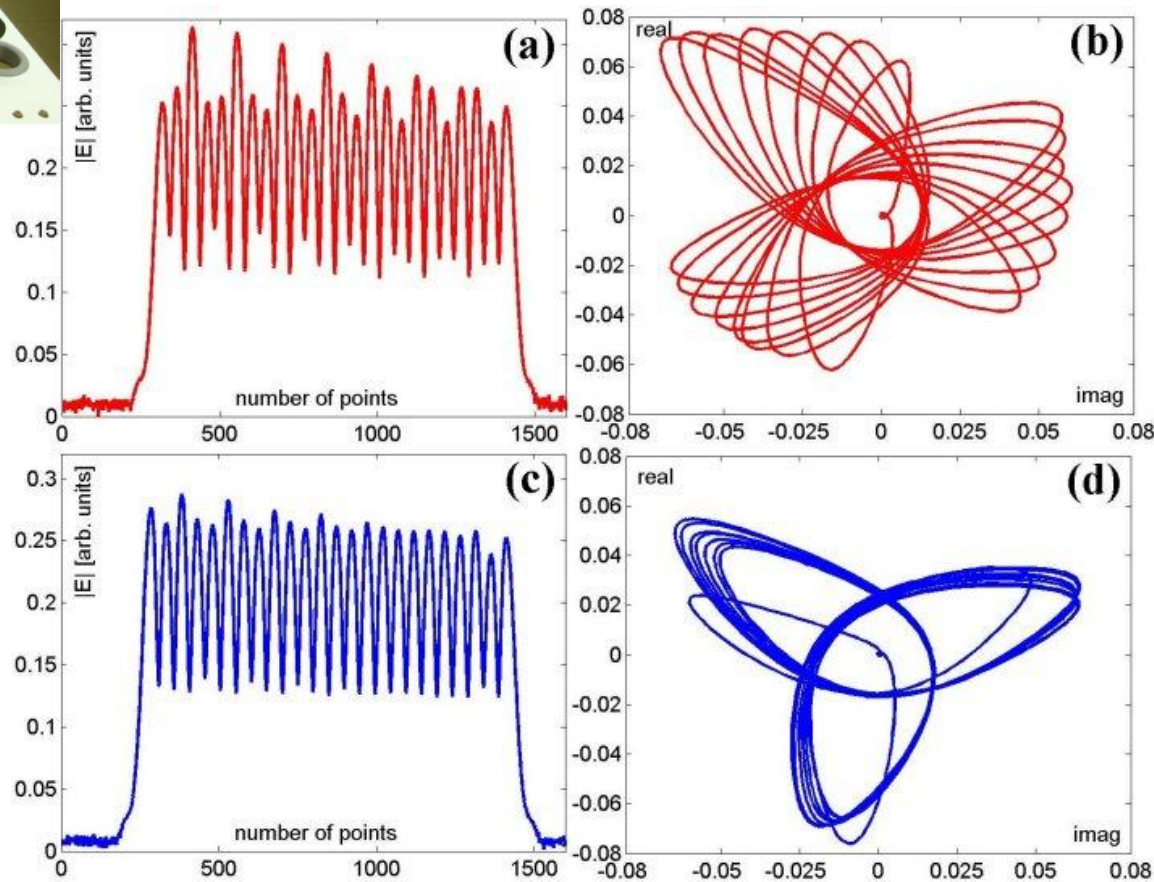 (a)
|E| [arb. units]
0.2
0.15
0.1
0.05
0
number of points
0 500 1000 1500
(b)
real
0.08
0.06
0.04
0.02
0
-0.02
-0.04
-0.06
-0.08
imag
-0.08 -0.05 -0.025 0 0.025 0.05 0.08
(c)
|E| [arb. units]
0.3
0.25
0.2
0.15
0.1
0.05
0
number of points
0 500 1000 1500
(d)
real
0.08
0.06
0.04
0.02
0
-0.02
-0.04
-0.06
-0.08
imag
-0.08 -0.05 -0.025 0 0.025 0.05 0.08